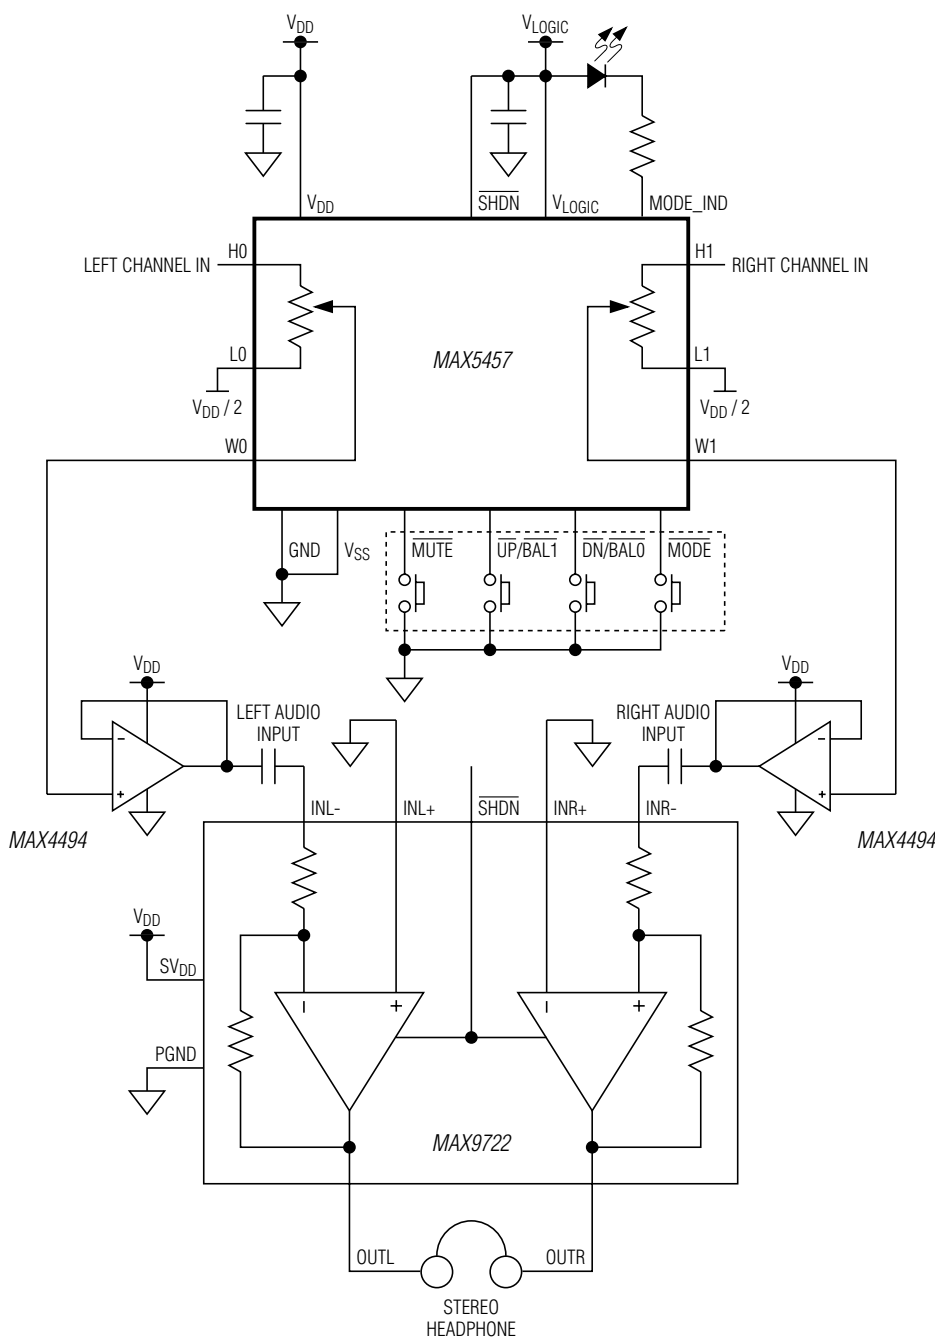 VDD
VLOGIC
VDD
SHDN
VLOGIC
MODE_IND
H0
H1
LEFT CHANNEL IN
RIGHT CHANNEL IN
MAX5457
L0
L1
VDD / 2
VDD / 2
W0
W1
GND
VSS
MUTE
UP/BAL1
DN/BAL0
MODE
VDD
VDD
LEFT AUDIO
INPUT
RIGHT AUDIO
INPUT
−
−
+
+
INL-
INL+
SHDN
INR+
INR-
MAX4494
MAX4494
VDD
SVDD
−
+
−
+
PGND
MAX9722
OUTL
OUTR
STEREO
HEADPHONE